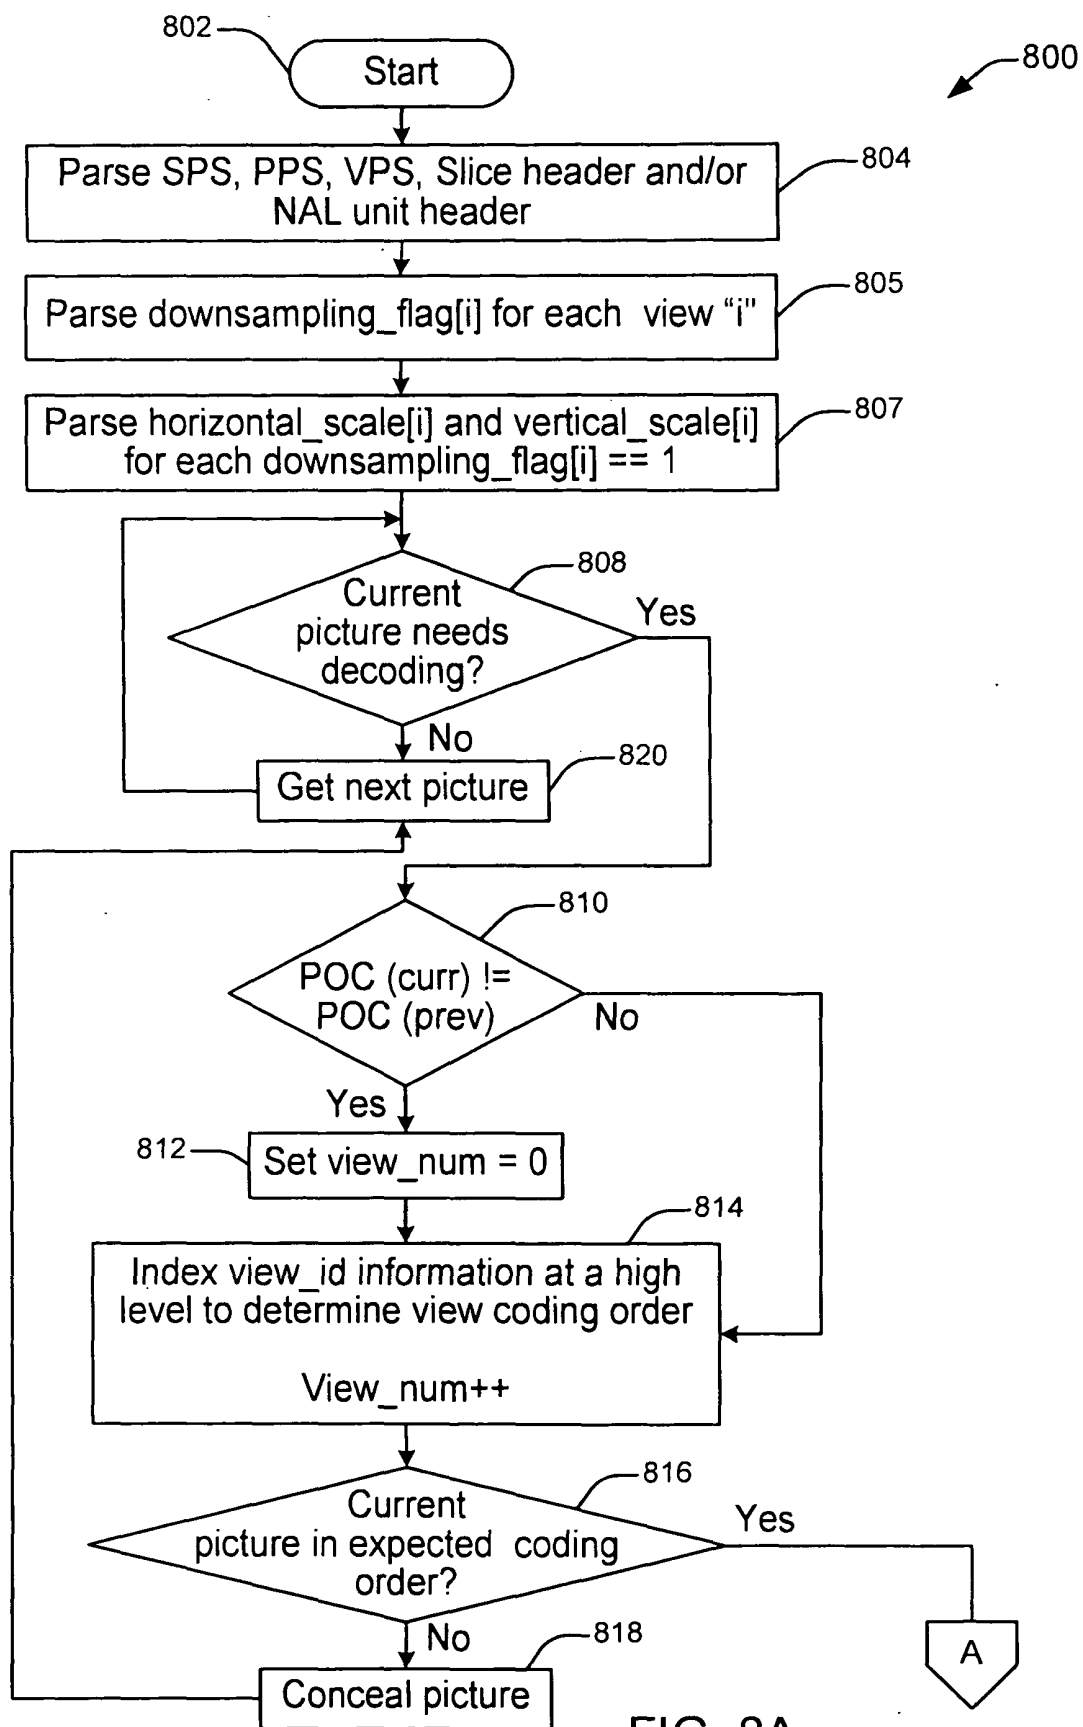 802
Start
800
Parse SPS, PPS, VPS, Slice header and/or
NAL unit header
804
Parse downsampling_flag[i] for each view “i"
805
Parse horizontal_scale[i] and vertical_scale[i]
for each downsampling_flag[i] == 1
807
808
Current
picture needs
decoding?
Yes
No
820
Get next picture
810
POC (curr) !=
POC (prev)
No
Yes
812
Set view_num = 0
814
Index view_id information at a high
level to determine view coding order
View_num++
816
Current
picture in expected coding
order?
Yes
No
818
A
Conceal picture
FIG. 8A